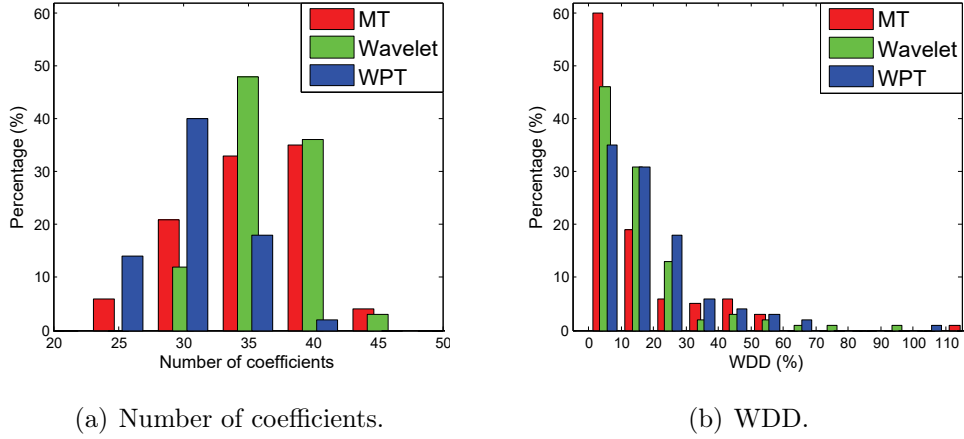 60
50
40
30
20
10
0
20
25
30
35
40
45
50
Percentage (%)
Number of coefficients
MT
Wavelet
WPT
(a) Number of coefficients.
60
50
40
30
20
10
0
0
10
20
30
40
50
60
70
80
90
100
110
Percentage (%)
WDD (%)
MT
Wavelet
WPT
(b) WDD.